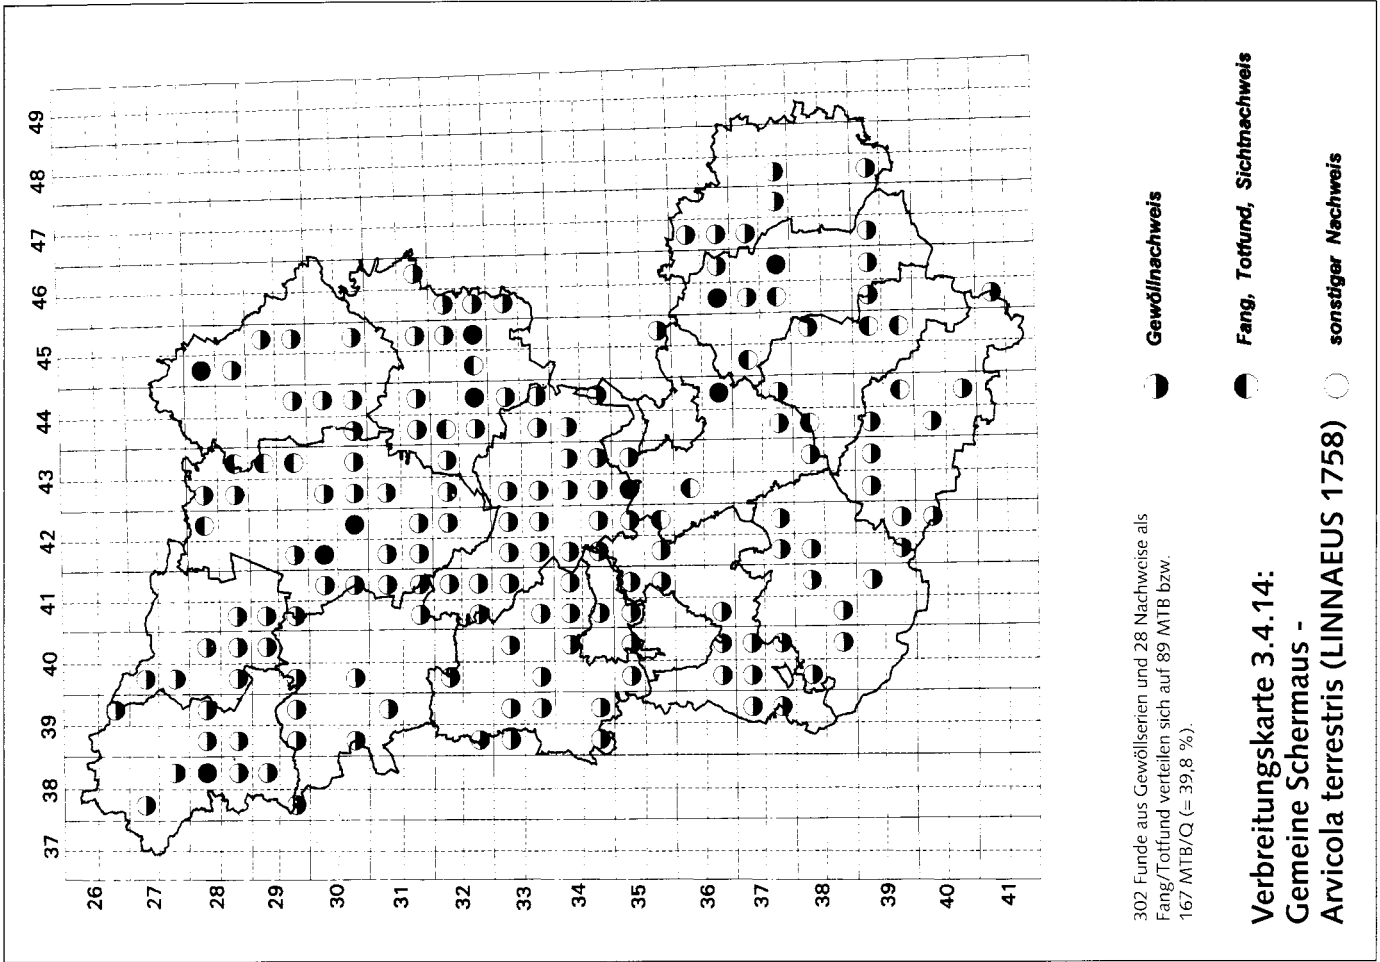 37 38 39 40 41 42 43 44 45 46 47 48 49
26
27
28
29
30
31
32
33
34
35
36
37
38
39
40
41
302 Funde aus Gewöllserien und 28 Nachweise als
Fang/Totfund verteilen sich auf 89 MTB bzw.
167 MTB/Q (= 39,8 %).
Gewöllnachweis
Fang, Totfund, Sichtnachweis
sonstiger Nachweis
Verbreitungskarte 3.4.14:
Gemeine Schermaus -
Arvicola terrestris (LINNAEUS 1758)